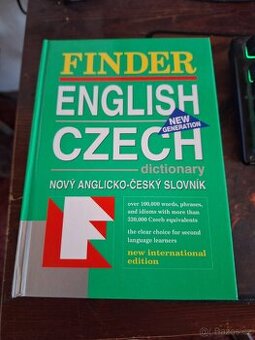 FINDER
ENGLISH
NEW
GENERATION
CZECH
dictionary
NOVÝ ANGLICKO-ČESKÝ SLOVNÍK
over 100,000 words, phrases,
and idioms with more than
330,000 Czech equivalents
the clear choice for second
language learners
new international
edition